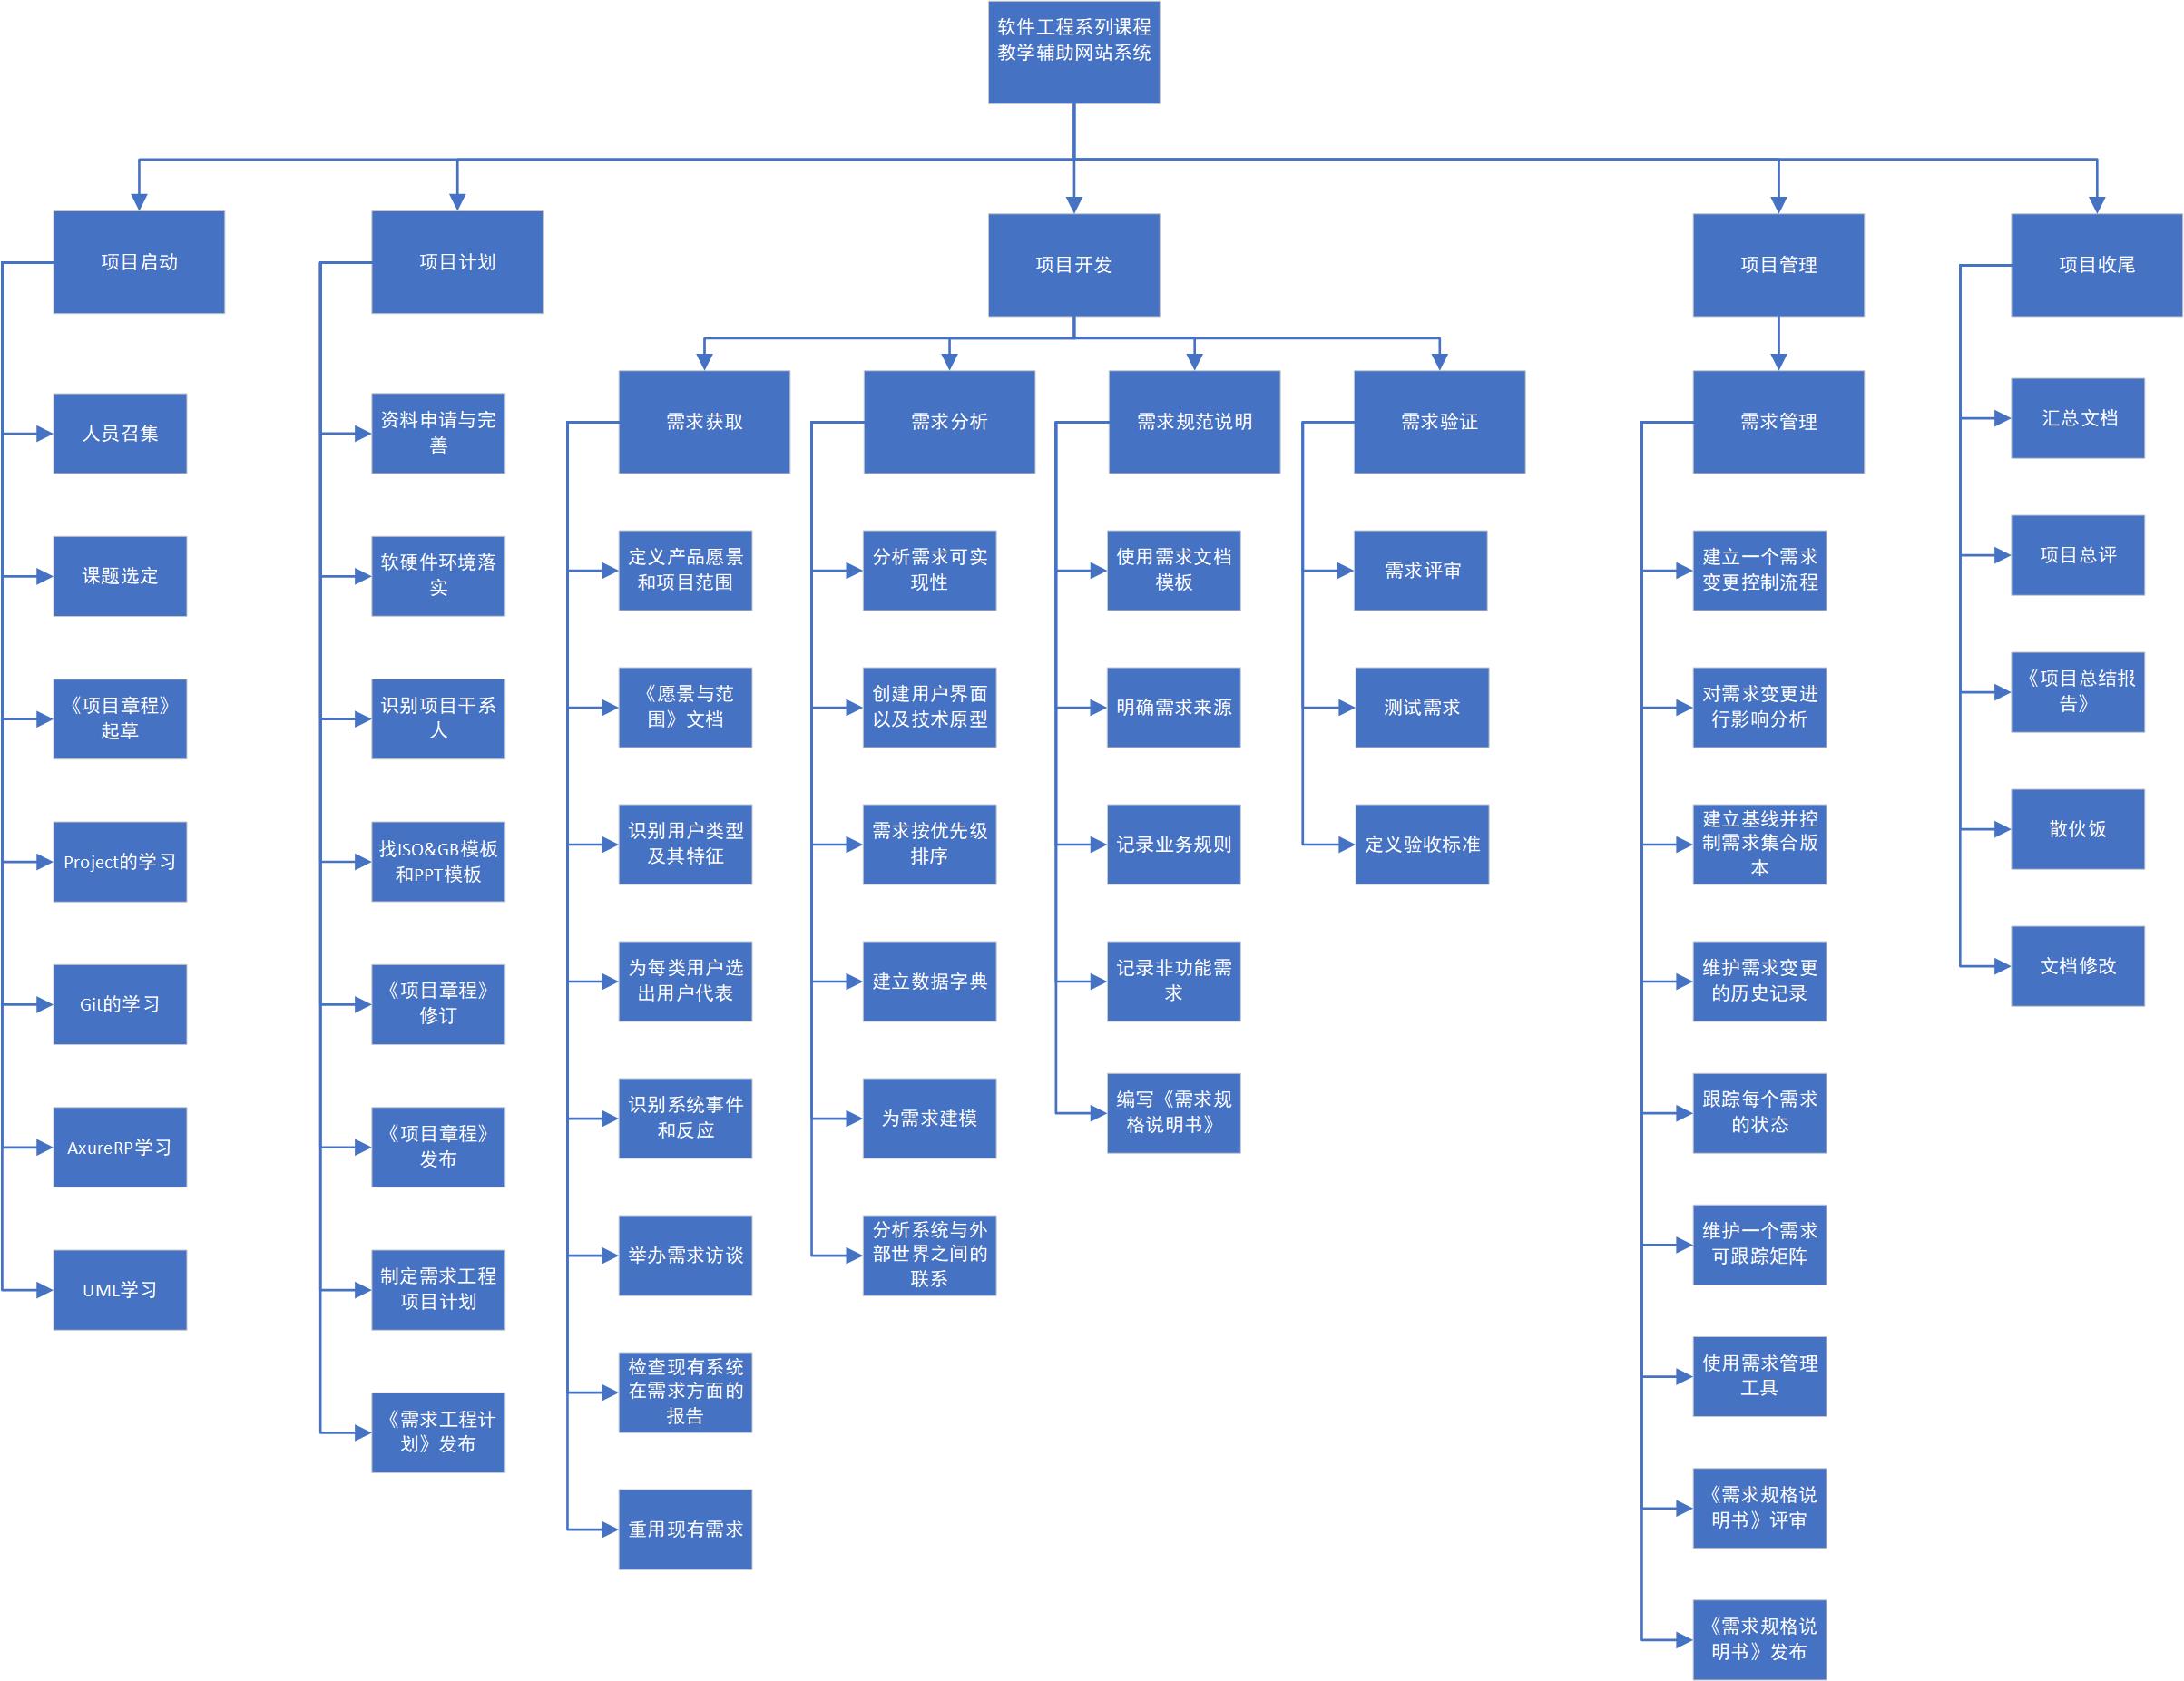 软件工程系列课程
教学辅助网站系统
项目启动
项目计划
项目开发
项目管理
项目收尾
人员召集
课题选定
《项目章程》
起草
Project的学习
Git的学习
AxureRP学习
UML学习
资料申请与完
善
软硬件环境落
实
识别项目干系
人
找ISO&GB模板
和PPT模板
《项目章程》
修订
《项目章程》
发布
制定需求工程
项目计划
《需求工程计
划》发布
需求获取
需求分析
需求规范说明
需求验证
定义产品愿景
和项目范围
《愿景与范
围》文档
识别用户类型
及其特征
为每类用户选
出用户代表
识别系统事件
和反应
举办需求访谈
检查现有系统
在需求方面的
报告
重用现有需求
分析需求可实
现性
创建用户界面
以及技术原型
需求按优先级
排序
建立数据字典
为需求建模
分析系统与外
部世界之间的
联系
使用需求文档
模板
明确需求来源
记录业务规则
记录非功能需
求
编写《需求规
格说明书》
需求评审
测试需求
定义验收标准
需求管理
建立一个需求
变更控制流程
对需求变更进
行影响分析
建立基线并控
制需求集合版
本
维护需求变更
的历史记录
跟踪每个需求
的状态
维护一个需求
可跟踪矩阵
使用需求管理
工具
《需求规格说
明书》评审
《需求规格说
明书》发布
汇总文档
项目总评
《项目总结报
告》
散伙饭
文档修改